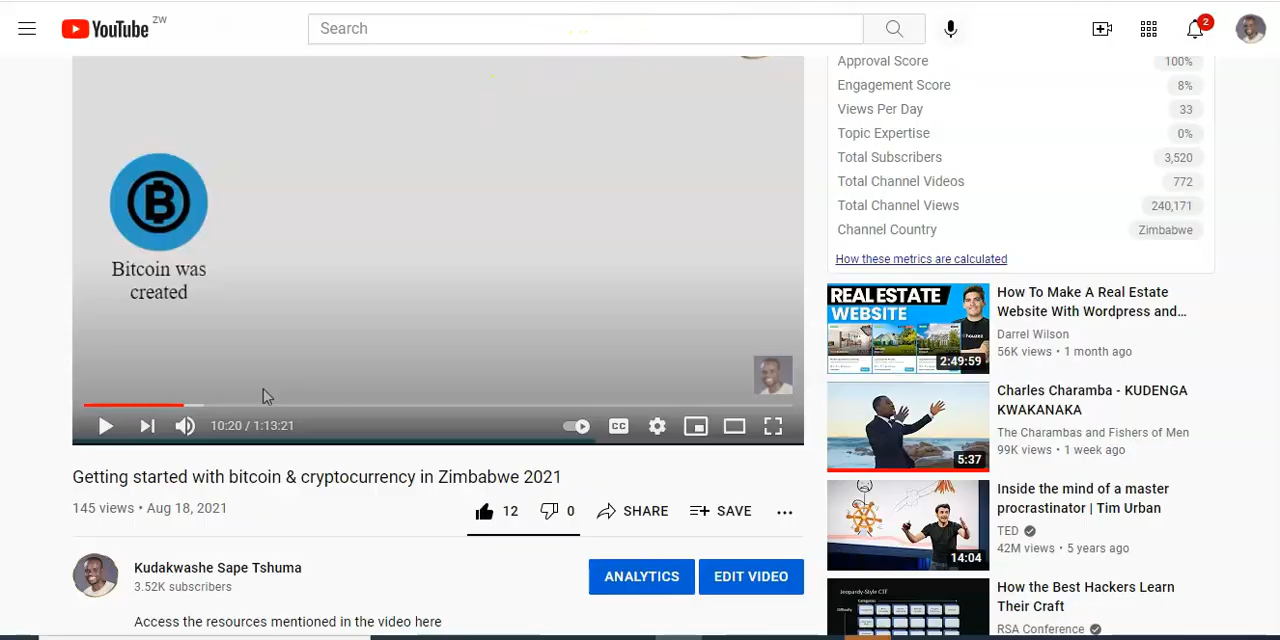 YouTube ZW
Search
2
Bitcoin was
created
10:20 / 1:13:21
CC
Getting started with bitcoin & cryptocurrency in Zimbabwe 2021
145 views • Aug 18, 2021
12
0
SHARE
SAVE
Kudakwashe Sape Tshuma
3.52K subscribers
ANALYTICS
EDIT VIDEO
Access the resources mentioned in the video here
Approval Score 100%
Engagement Score 8%
Views Per Day 33
Topic Expertise 0%
Total Subscribers 3,520
Total Channel Videos 772
Total Channel Views 240,171
Channel Country Zimbabwe
How these metrics are calculated
REAL ESTATE
WEBSITE
2:49:59
How To Make A Real Estate
Website With Wordpress and...
Darrel Wilson
56K views • 1 month ago
5:37
Charles Charamba - KUDENGA
KWAKANAKA
The Charambas and Fishers of Men
99K views • 1 week ago
14:04
Inside the mind of a master
procrastinator | Tim Urban
TED
42M views • 5 years ago
Jeopardy-Style CTF
How the Best Hackers Learn
Their Craft
RSA Conference